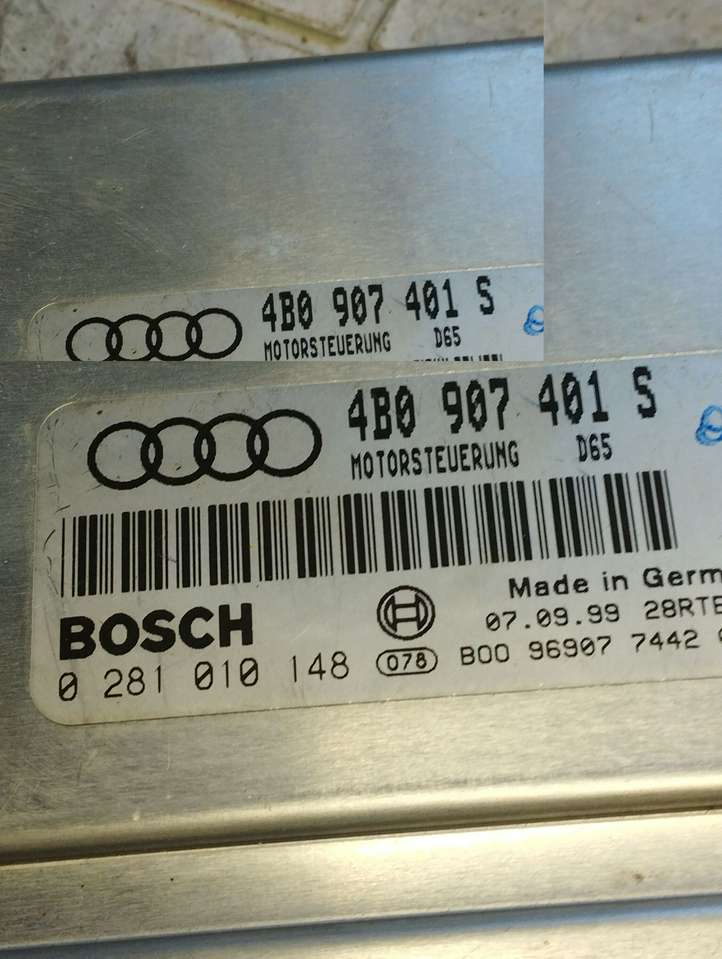 4B0 907 401 S
MOTORSTEUERUNG D65
4B0 907 401 S
MOTORSTEUERUNG D65
Made in Germ
BOSCH 07.09.99 28RTE
0 281 010 148 078 B00 96907 7442